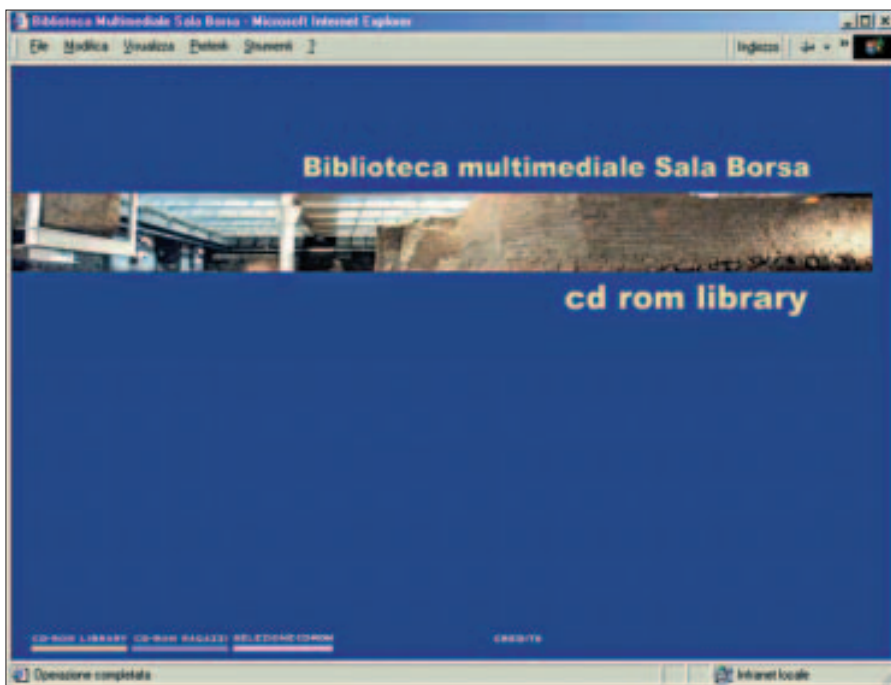 Biblioteca Multimediale Sala Borsa - Microsoft Internet Explorer
File Modifica Visualizza Preferiti Strumenti ? Indirizzo
Biblioteca multimediale Sala Borsa
cd rom library
CD-ROM LIBRARY CD-ROM RAGAZZI SELEZIONE CDROM CREDITS
Operazione completata Intranet locale